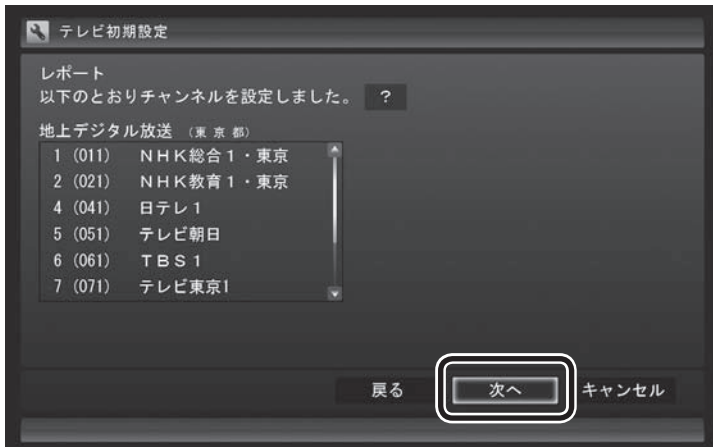 テレビ初期設定
レポート
以下のとおりチャンネルを設定しました。 ?
地上デジタル放送 (東京都)
1 (011) NHK総合1・東京
2 (021) NHK教育1・東京
4 (041) 日テレ1
5 (051) テレビ朝日
6 (061) TBS1
7 (071) テレビ東京1
戻る 次へ キャンセル